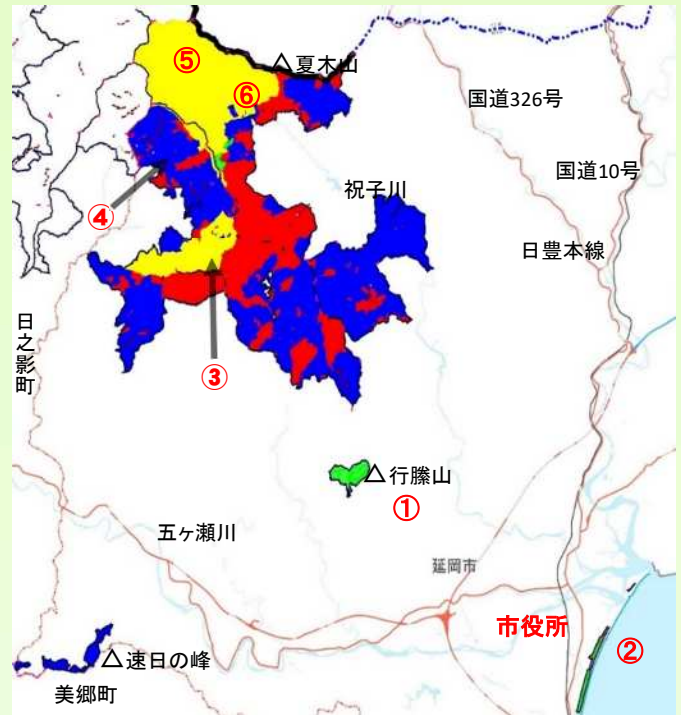 ⑤
△夏木山
⑥
国道326号
国道10号
④
祝子川
日豊本線
日之影町
③
△行縢山
①
五ヶ瀬川
延岡市
市役所
②
△速日の峰
美郷町